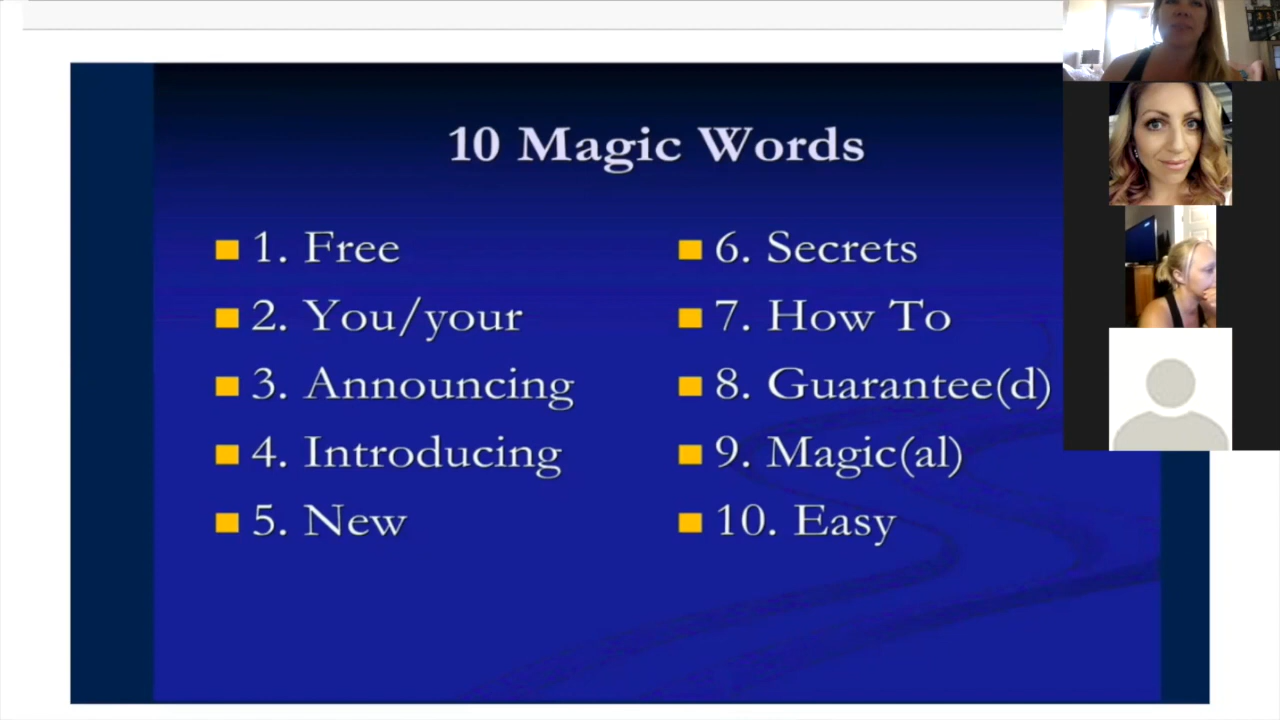 10 Magic Words
1. Free
2. You/your
3. Announcing
4. Introducing
5. New
6. Secrets
7. How To
8. Guarantee(d)
9. Magic(al)
10. Easy